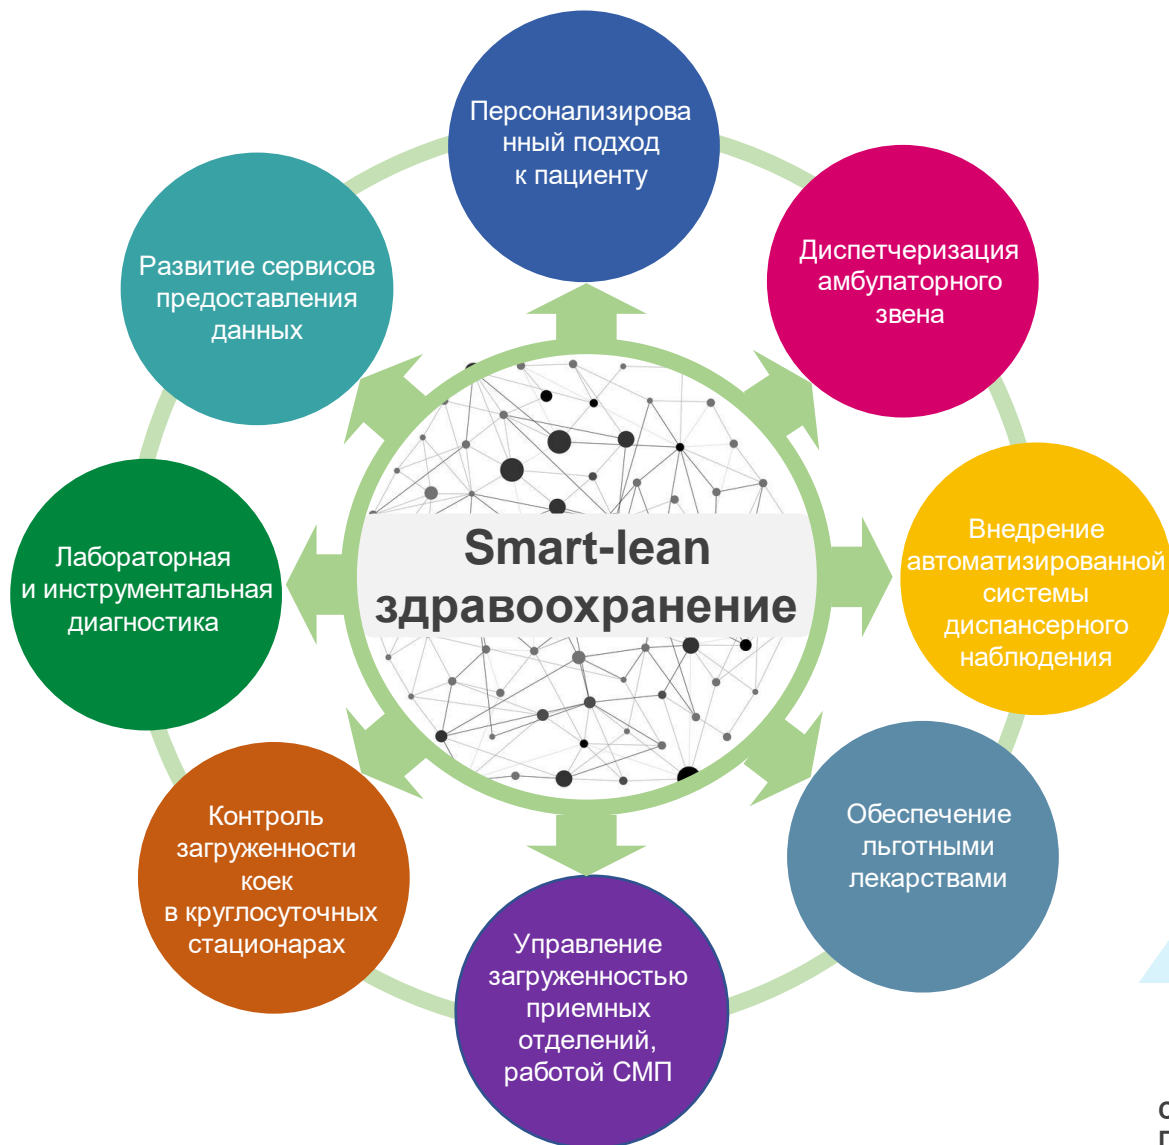 Персонализирова
нный подход
к пациенту
Диспетчеризация
амбулаторного
звена
Развитие сервисов
предоставления
данных
Smart-lean
здравоохранение
Внедрение
автоматизированной
системы
диспансерного
наблюдения
Лабораторная
и инструментальная
диагностика
Обеспечение
льготными
лекарствами
Контроль
загруженности
коек
в круглосуточных
стационарах
Управление
загруженностью
приемных
отделений,
работой СМП